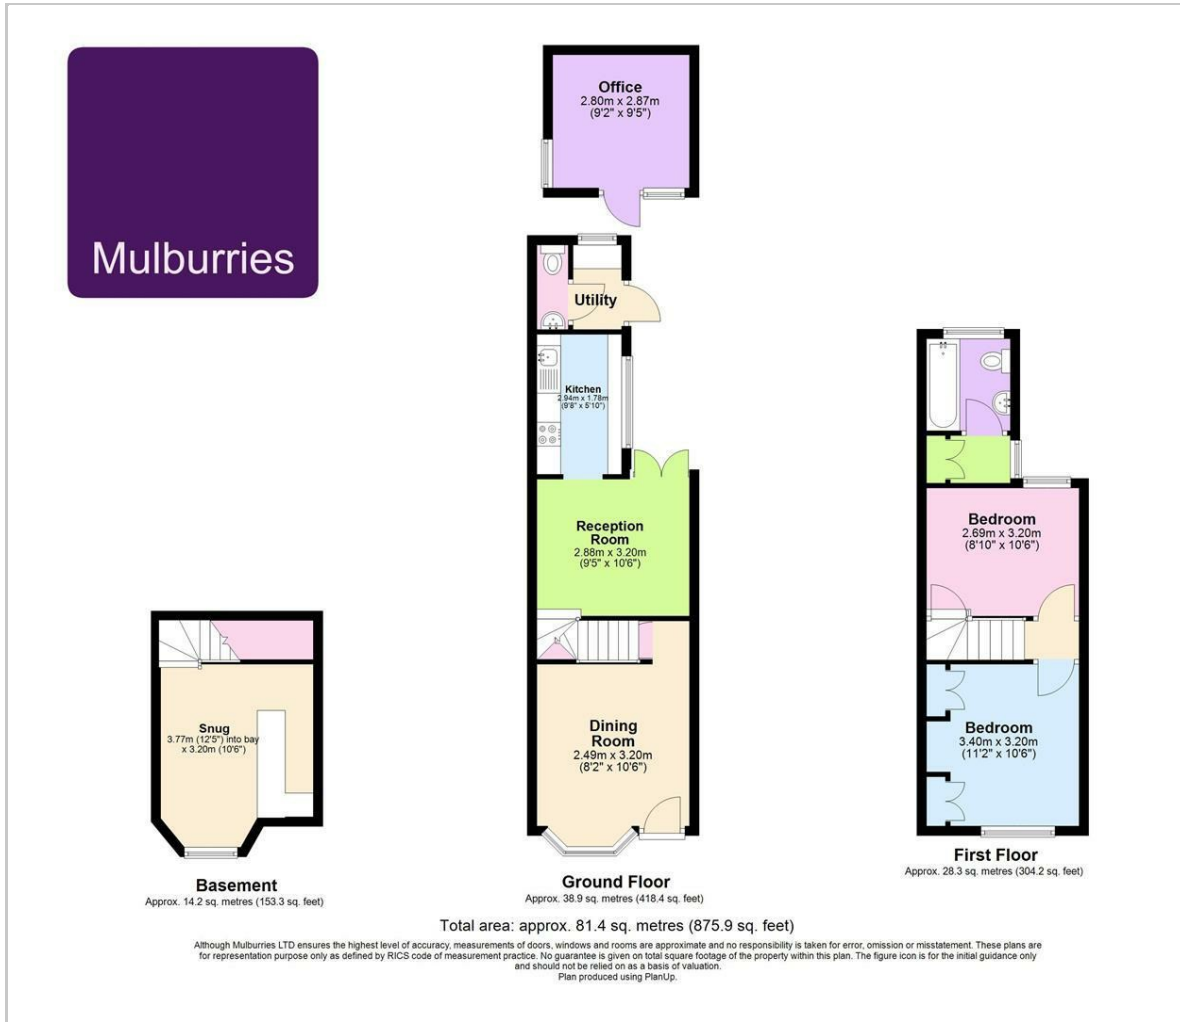 Mulburries
Office
2.80m x 2.87m
(9'2" x 9'5")
Utility
Kitchen
2.94m x 1.78m
(9'8" x 5'10")
Reception
Room
2.88m x 3.20m
(9'5" x 10'6")
Dining
Room
2.49m x 3.20m
(8'2" x 10'6")
Snug
3.77m (12'5") into bay
x 3.20m (10'6")
Bedroom
2.69m x 3.20m
(8'10" x 10'6")
Bedroom
3.40m x 3.20m
(11'2" x 10'6")
Basement
Approx. 14.2 sq. metres (153.3 sq. feet)
Ground Floor
Approx. 38.9 sq. metres (418.4 sq. feet)
First Floor
Approx. 28.3 sq. metres (304.2 sq. feet)
Total area: approx. 81.4 sq. metres (875.9 sq. feet)
Although Mulburries LTD ensures the highest level of accuracy, measurements of doors, windows and rooms are approximate and no responsibility is taken for error, omission or misstatement. These plans are
for representation purpose only as defined by RICS code of measurement practice. No guarantee is given on total square footage of the property within this plan. The figure icon is for the initial guidance only
and should not be relied on as a basis of valuation.
Plan produced using PlanUp.